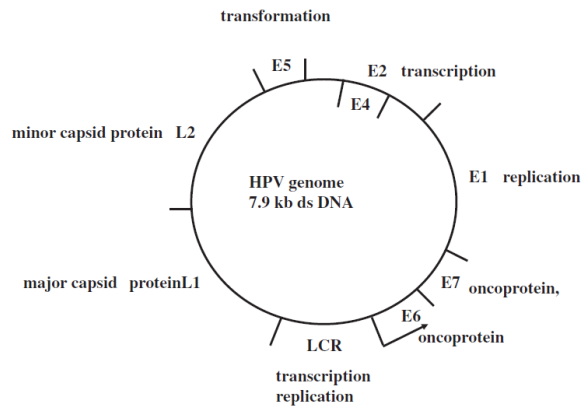 transformation
E5
E2 transcription
E4
minor capsid protein L2
HPV genome
7.9 kb ds DNA
E1 replication
major capsid proteinL1
E7 oncoprotein,
E6
oncoprotein
LCR
transcription
replication